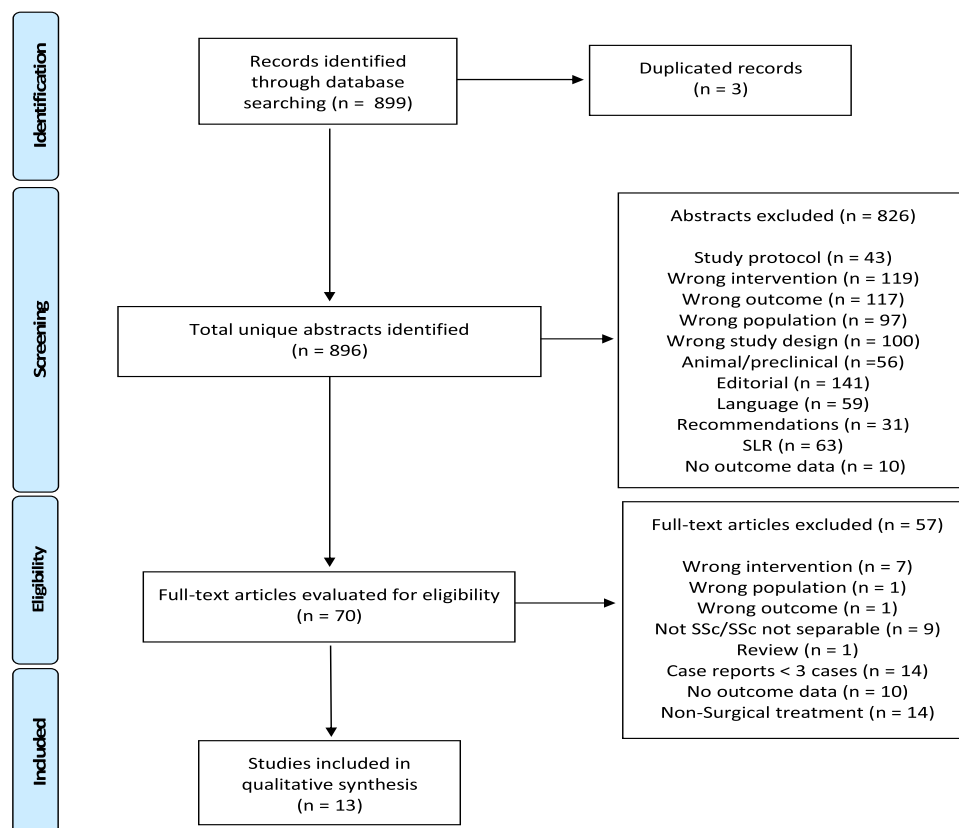 Identification
Records identified
through database
searching (n = 899)
Duplicated records
(n = 3)
Screening
Total unique abstracts identified
(n = 896)
Abstracts excluded (n = 826)
Study protocol (n = 43)
Wrong intervention (n = 119)
Wrong outcome (n = 117)
Wrong population (n = 97)
Wrong study design (n = 100)
Animal/preclinical (n =56)
Editorial (n = 141)
Language (n = 59)
Recommendations (n = 31)
SLR (n = 63)
No outcome data (n = 10)
Eligibility
Full-text articles evaluated for eligibility
(n = 70)
Full-text articles excluded (n = 57)
Wrong intervention (n = 7)
Wrong population (n = 1)
Wrong outcome (n = 1)
Not SSc/SSc not separable (n = 9)
Review (n = 1)
Case reports < 3 cases (n = 14)
No outcome data (n = 10)
Non-Surgical treatment (n = 14)
Included
Studies included in
qualitative synthesis
(n = 13)